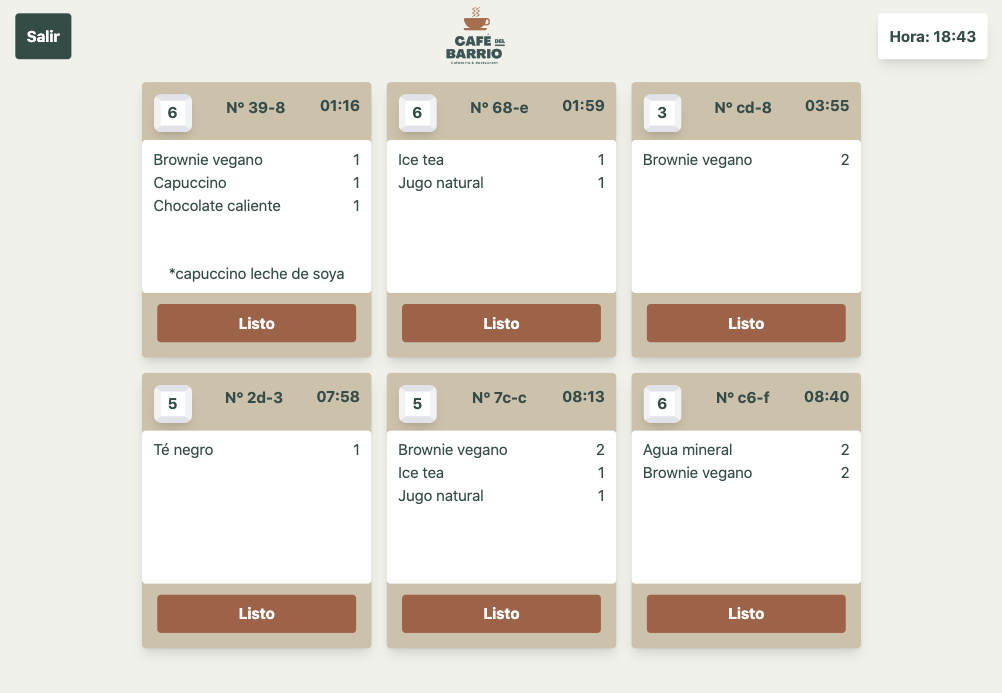 Salir
CAFÉ DEL
BARRIO
CAFETERÍA & RESTAURANT
Hora: 18:43
6 Nº 39-8 01:16
Brownie vegano 1
Capuccino 1
Chocolate caliente 1
*capuccino leche de soya
Listo
6 Nº 68-e 01:59
Ice tea 1
Jugo natural 1
Listo
3 Nº cd-8 03:55
Brownie vegano 2
Listo
5 Nº 2d-3 07:58
Té negro 1
Listo
5 Nº 7c-c 08:13
Brownie vegano 2
Ice tea 1
Jugo natural 1
Listo
6 Nº c6-f 08:40
Agua mineral 2
Brownie vegano 2
Listo